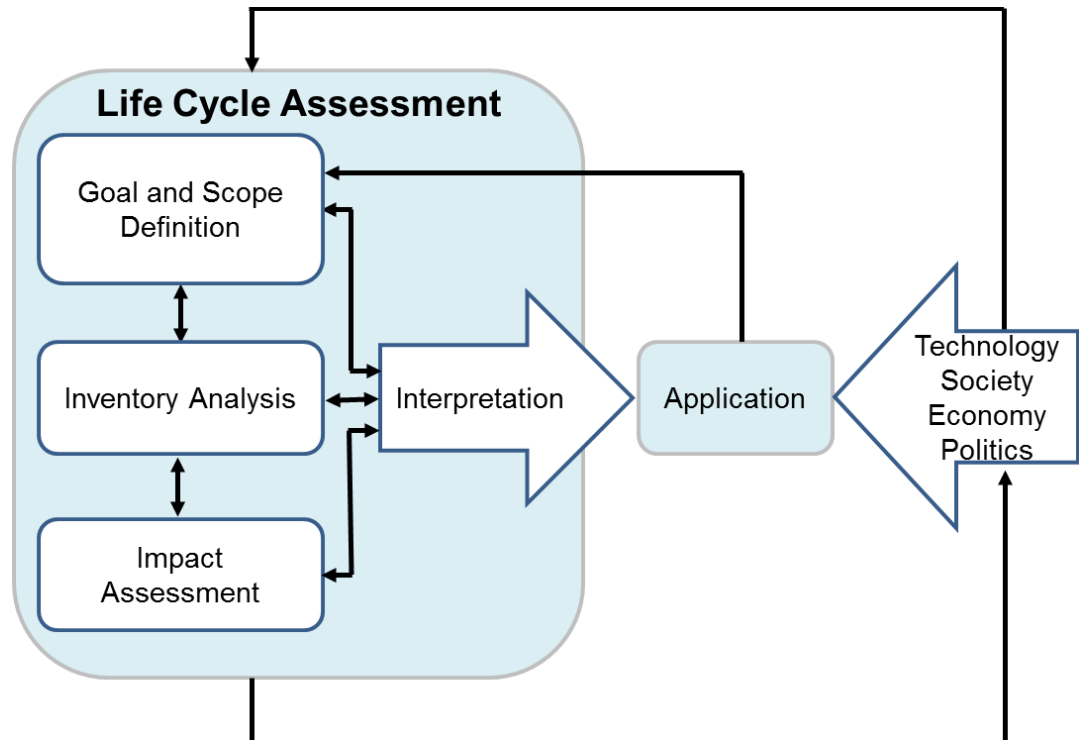 Life Cycle Assessment
Goal and Scope
Definition
Inventory Analysis
Impact
Assessment
Interpretation
Application
Technology
Society
Economy
Politics